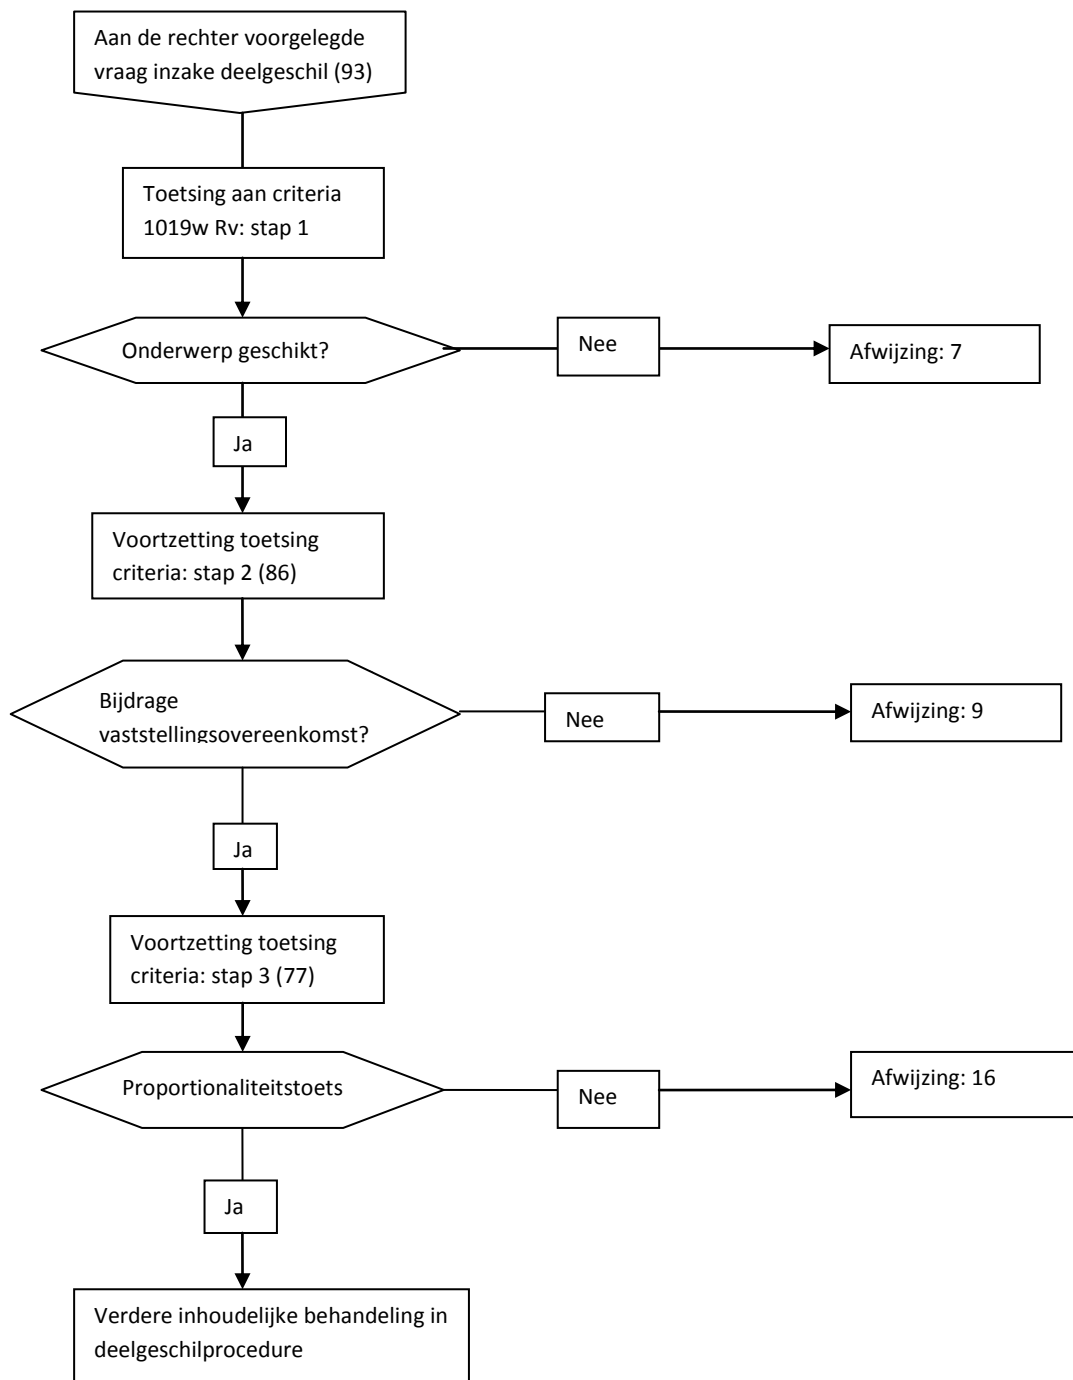 Aan de rechter voorgelegde
vraag inzake deelgeschil (93)
Toetsing aan criteria
1019w Rv: stap 1
Onderwerp geschikt?
Nee
Afwijzing: 7
Ja
Voortzetting toetsing
criteria: stap 2 (86)
Bijdrage
vaststellingsovereenkomst?
Nee
Afwijzing: 9
Ja
Voortzetting toetsing
criteria: stap 3 (77)
Proportionaliteitstoets
Nee
Afwijzing: 16
Ja
Verdere inhoudelijke behandeling in
deelgeschilprocedure